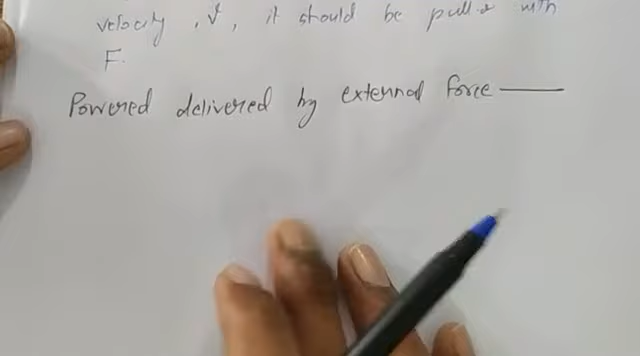 velocity, v, it should be pulled with
F.
Powered delivered by external force —